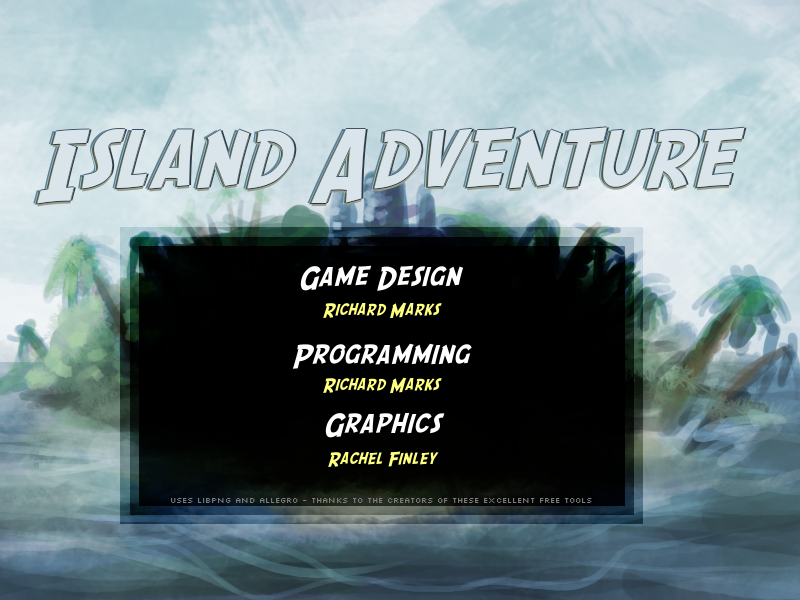 Island Adventure
Game Design
Richard Marks
Programming
Richard Marks
Graphics
Rachel Finley
USES LIBPNG AND ALLEGRO - THANKS TO THE CREATORS OF THESE EXCELLENT FREE TOOLS